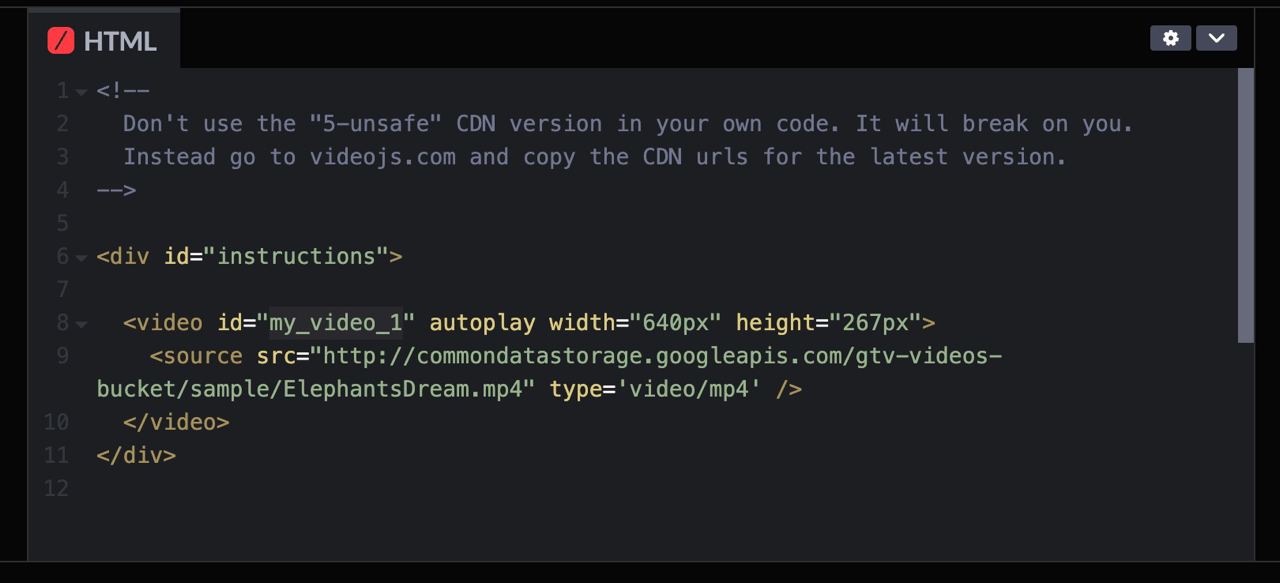 HTML
1 <!--
2 Don't use the "5-unsafe" CDN version in your own code. It will break on you.
3 Instead go to videojs.com and copy the CDN urls for the latest version.
4 -->
5
6 <div id="instructions">
7
8 <video id="my_video_1" autoplay width="640px" height="267px">
9 <source src="http://commondatastorage.googleapis.com/gtv-videos-
bucket/sample/ElephantsDream.mp4" type='video/mp4' />
10 </video>
11 </div>
12